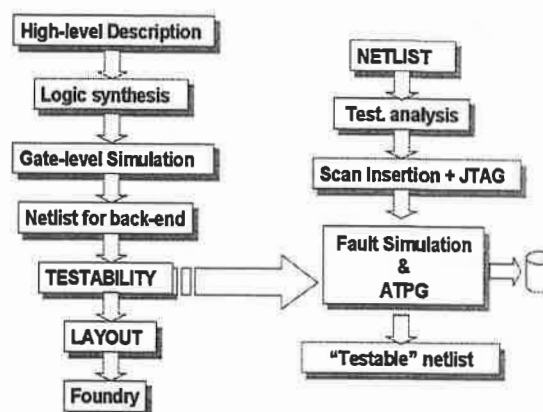 High-level Description
Logic synthesis
Gate-level Simulation
Netlist for back-end
TESTABILITY
LAYOUT
Foundry
NETLIST
Test. analysis
Scan Insertion + JTAG
Fault Simulation
&
ATPG
“Testable” netlist